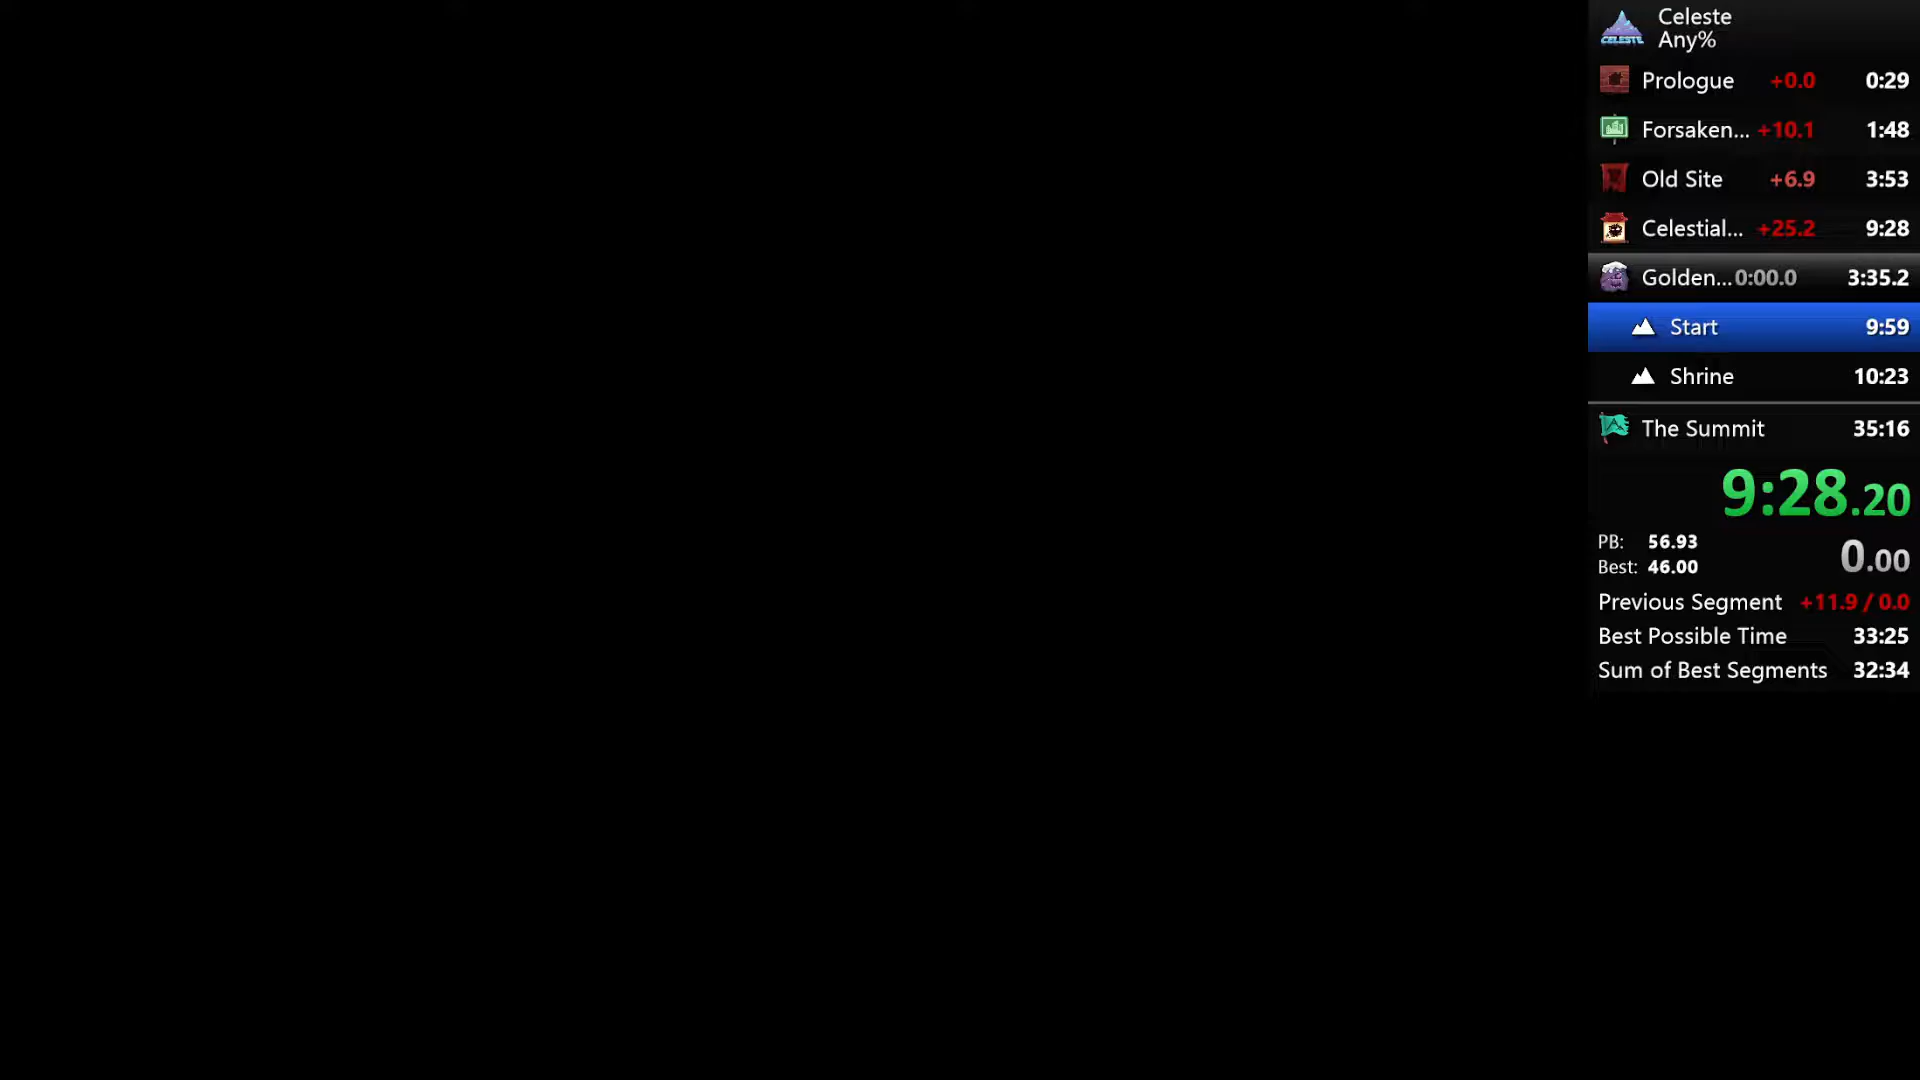 Celeste
Any%
CELESTE
Prologue +0.0 0:29
Forsaken... +10.1 1:48
Old Site +6.9 3:53
Celestial... +25.2 9:28
Golden... 0:00.0 3:35.2
Start 9:59
Shrine 10:23
The Summit 35:16
9:28.20
PB: 56.93
0.00
Best: 46.00
Previous Segment +11.9 / 0.0
Best Possible Time 33:25
Sum of Best Segments 32:34